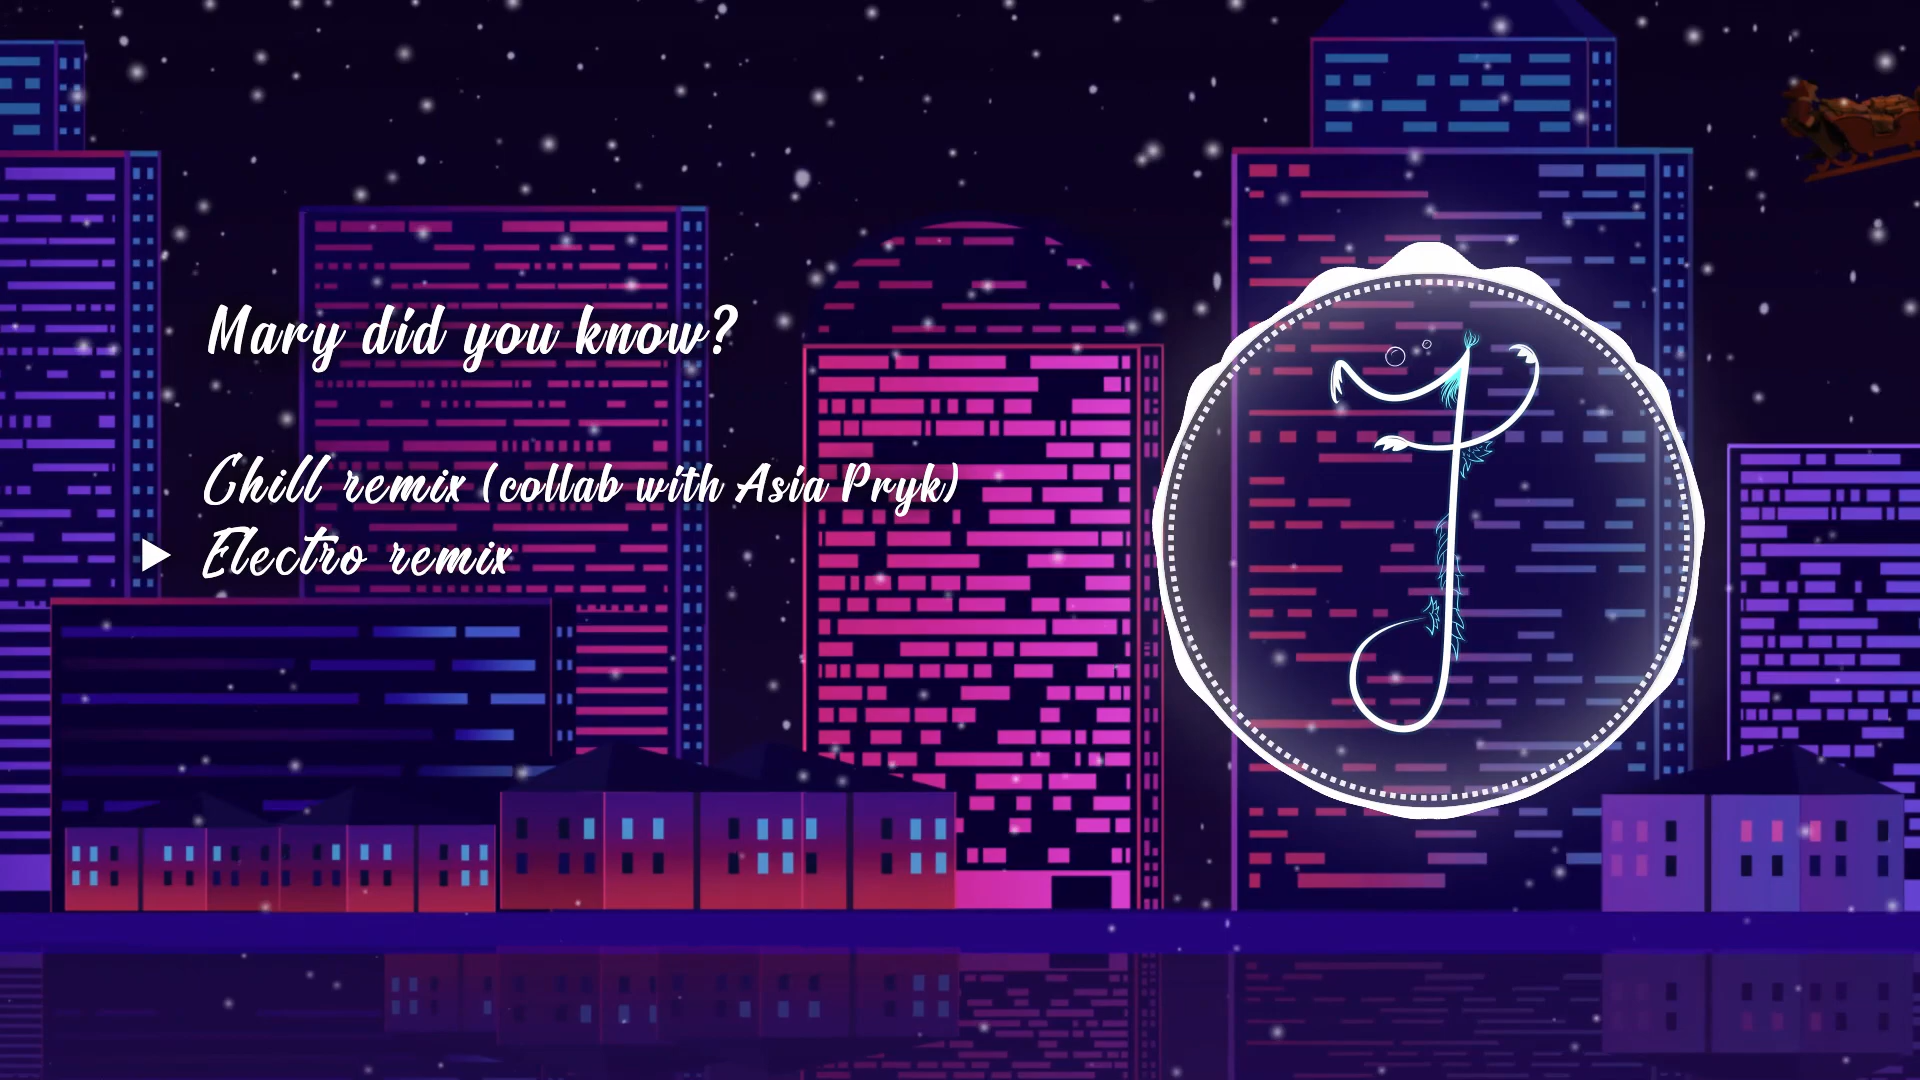 Mary did you know?
Chill remix (collab with Asia Pryk)
Electro remix
J